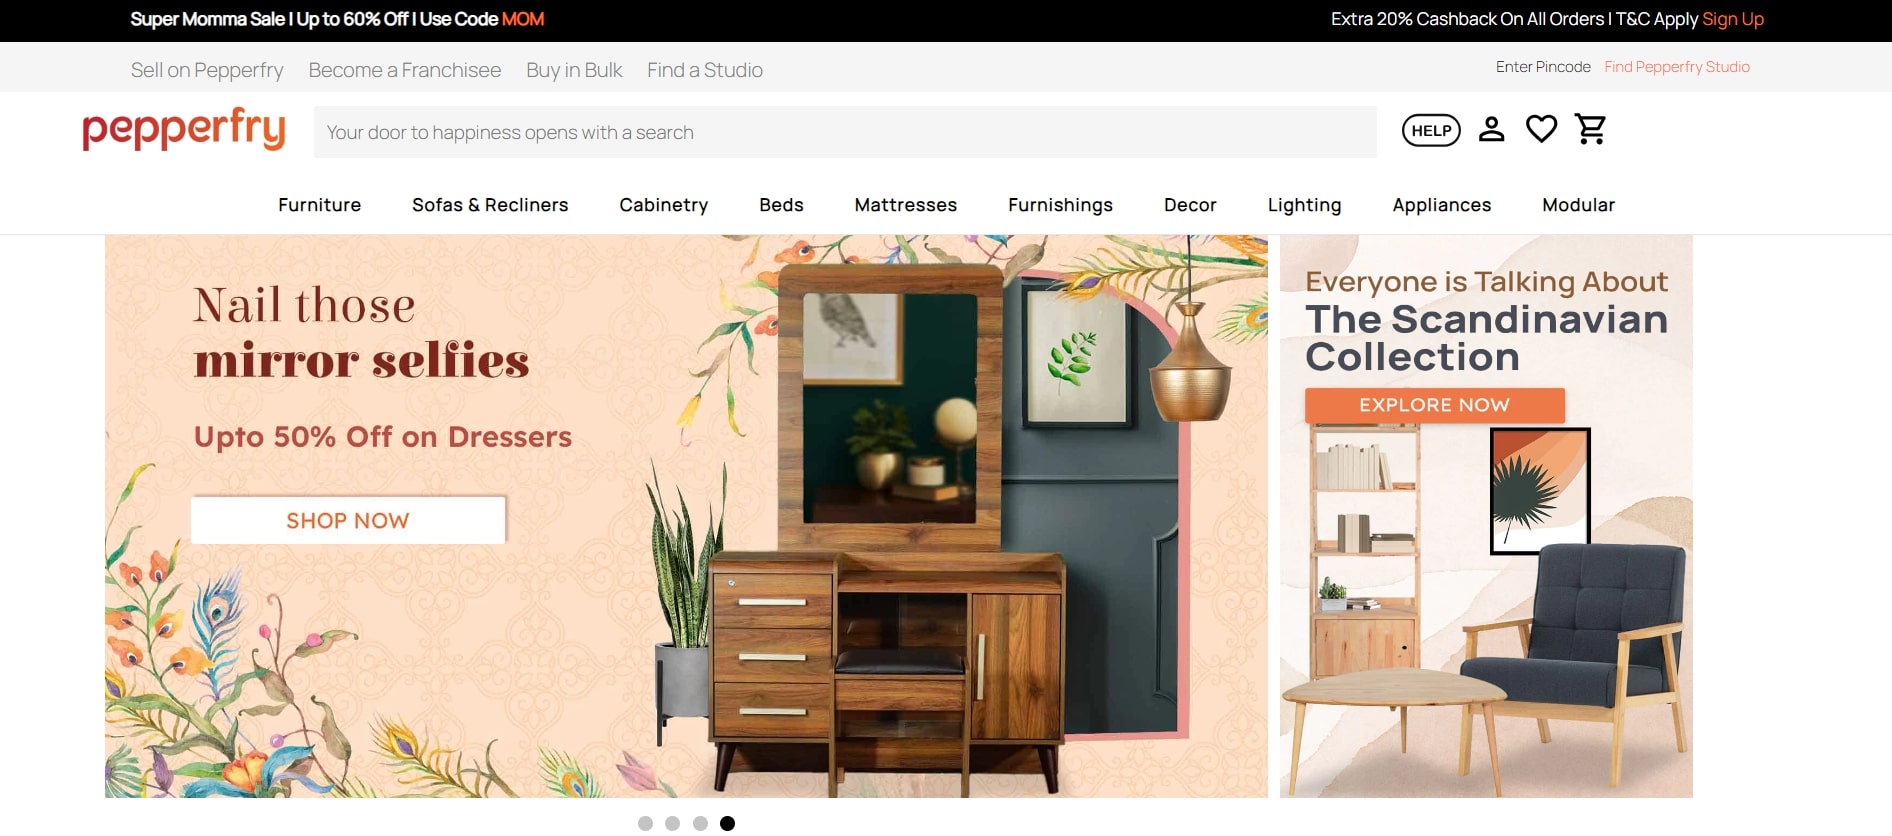 Super Momma Sale | Up to 60% Off | Use Code MOM
Extra 20% Cashback On All Orders | T&C Apply Sign Up
Sell on Pepperfry Become a Franchisee Buy in Bulk Find a Studio
Enter Pincode Find Pepperfry Studio
pepperfry
Your door to happiness opens with a search
HELP
Furniture Sofas & Recliners Cabinetry Beds Mattresses Furnishings Decor Lighting Appliances Modular
Nail those
mirror selfies
Upto 50% Off on Dressers
SHOP NOW
Everyone is Talking About
The Scandinavian
Collection
EXPLORE NOW